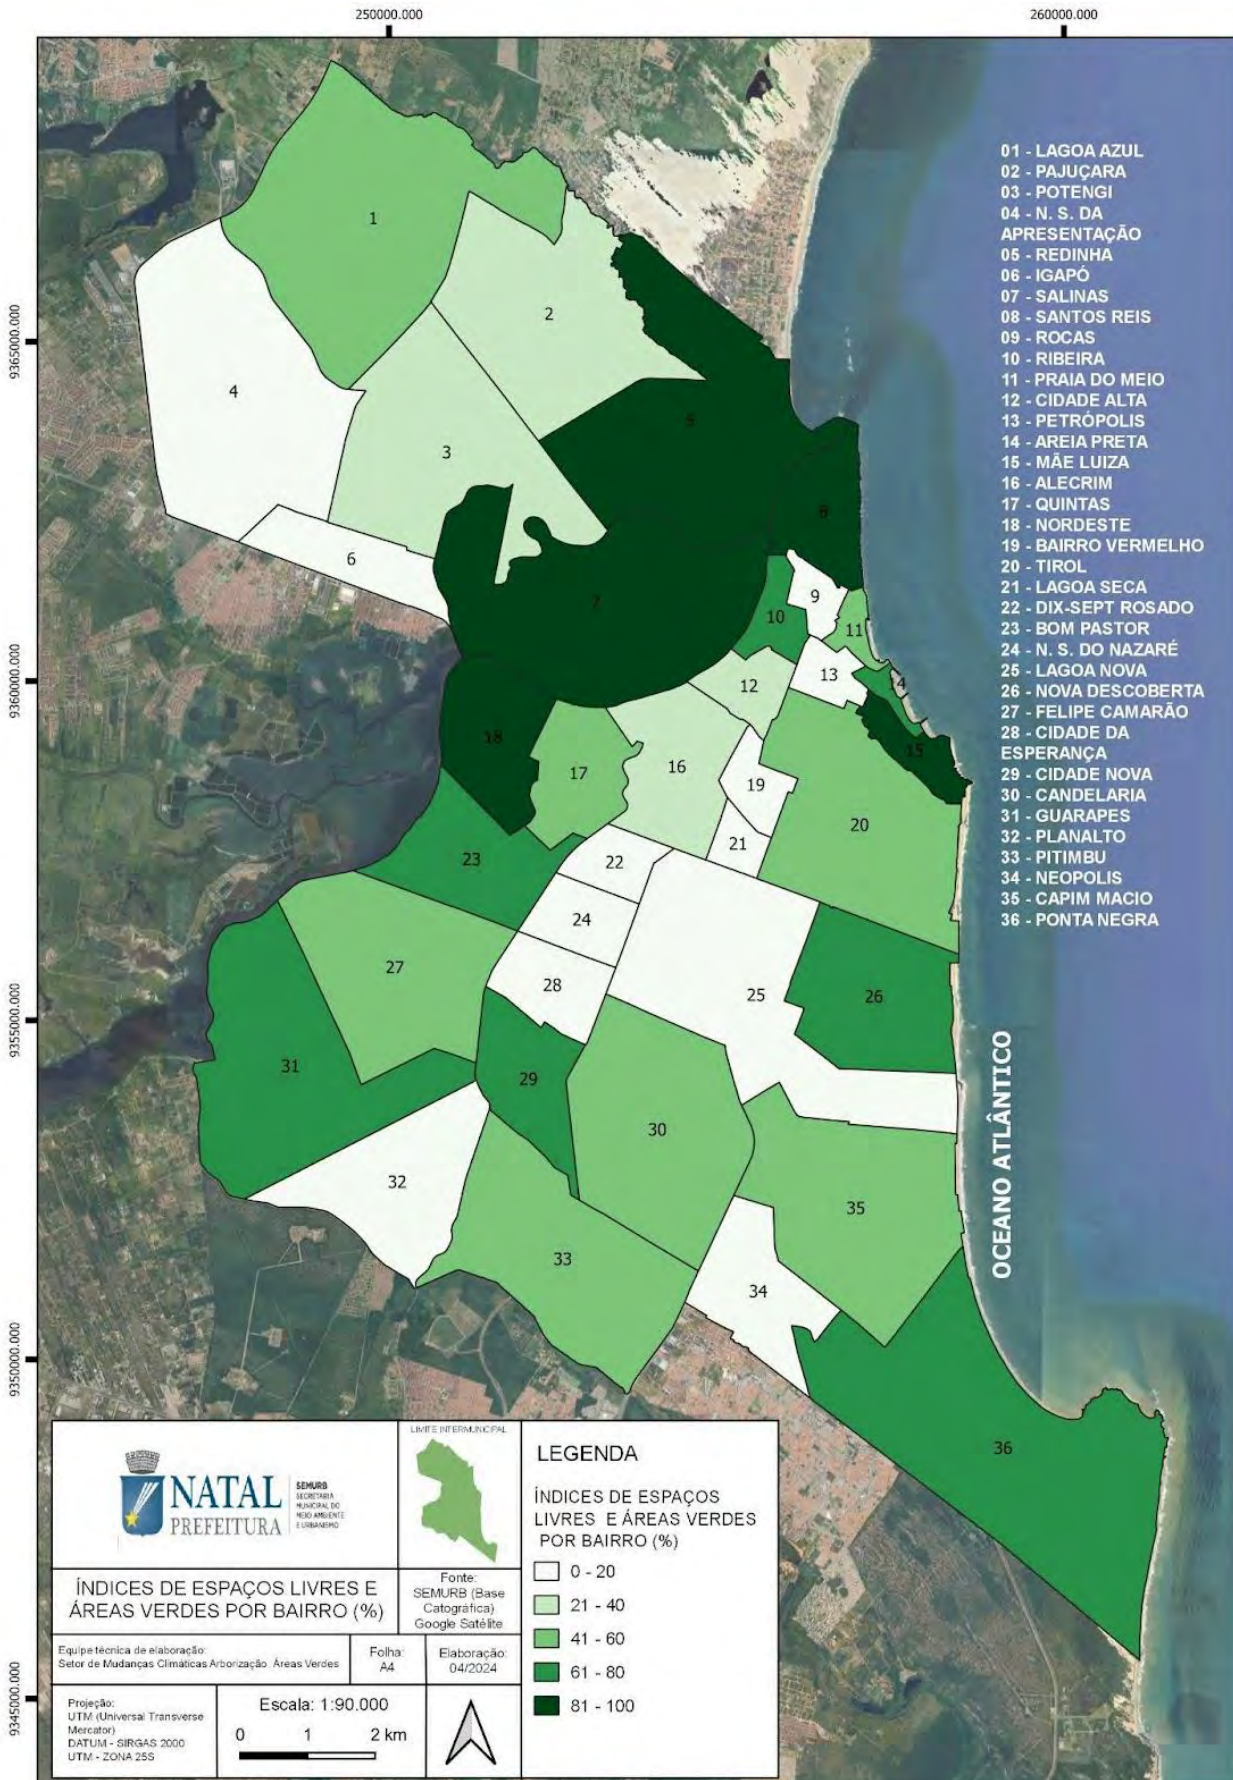 250000.000
260000.000
9365000.000
9360000.000
9355000.000
9350000.000
9345000.000
01 - LAGOA AZUL
02 - PAJUÇARA
03 - POTENGI
04 - N. S. DA
APRESENTAÇÃO
05 - REDINHA
06 - IGAPÓ
07 - SALINAS
08 - SANTOS REIS
09 - ROCAS
10 - RIBEIRA
11 - PRAIA DO MEIO
12 - CIDADE ALTA
13 - PETRÓPOLIS
14 - AREIA PRETA
15 - MÃE LUIZA
16 - ALECRIM
17 - QUINTAS
18 - NORDESTE
19 - BAIRRO VERMELHO
20 - TIROL
21 - LAGOA SECA
22 - DIX-SEPT ROSADO
23 - BOM PASTOR
24 - N. S. DO NAZARÉ
25 - LAGOA NOVA
26 - NOVA DESCOBERTA
27 - FELIPE CAMARÃO
28 - CIDADE DA
ESPERANÇA
29 - CIDADE NOVA
30 - CANDELARIA
31 - GUARAPES
32 - PLANALTO
33 - PITIMBU
34 - NEOPOLIS
35 - CAPIM MACIO
36 - PONTA NEGRA
1
2
4
5
3
8
6
9
7
10
11
13
4
12
18
15
16
17
19
20
21
23
22
24
27
28
25
26
31
29
30
32
35
33
34
36
OCEANO ATLÂNTICO
NATAL
PREFEITURA
SEMURB
SECRETARIA
MUNICIPAL DO
MEIO AMBIENTE
E URBANISMO
LIMITE INTERMUNICIPAL
ÍNDICES DE ESPAÇOS LIVRES E
ÁREAS VERDES POR BAIRRO (%)
Fonte:
SEMURB (Base
Catográfica)
Google Satélite
Equipe técnica de elaboração:
Setor de Mudanças Climáticas Arborização Áreas Verdes
Folha:
A4
Elaboração:
04/2024
Projeção:
UTM (Universal Transverse
Mercator)
DATUM - SIRGAS 2000
UTM - ZONA 25S
Escala: 1:90.000
0 1 2 km
LEGENDA
ÍNDICES DE ESPAÇOS
LIVRES E ÁREAS VERDES
POR BAIRRO (%)
0 - 20
21 - 40
41 - 60
61 - 80
81 - 100